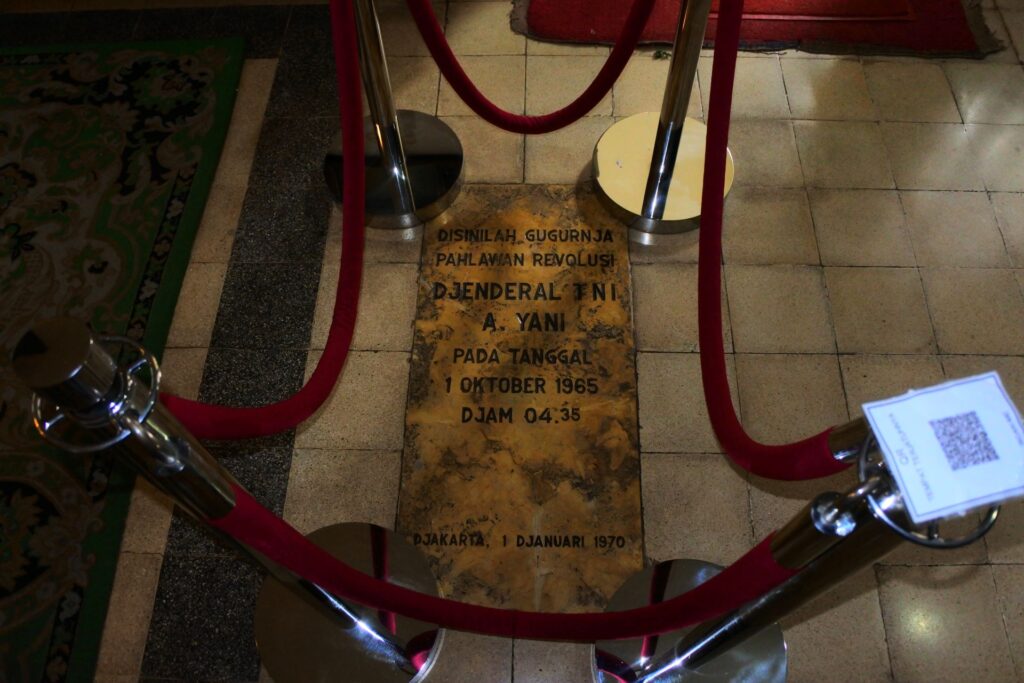 DISINILAH GUGURNJA
PAHLAWAN REVOLUSI
DJENDERAL TNI
A. YANI
PADA TANGGAL
1 OKTOBER 1965
DJAM 04.35
DJAKARTA, 1 DJANUARI 1970
QR